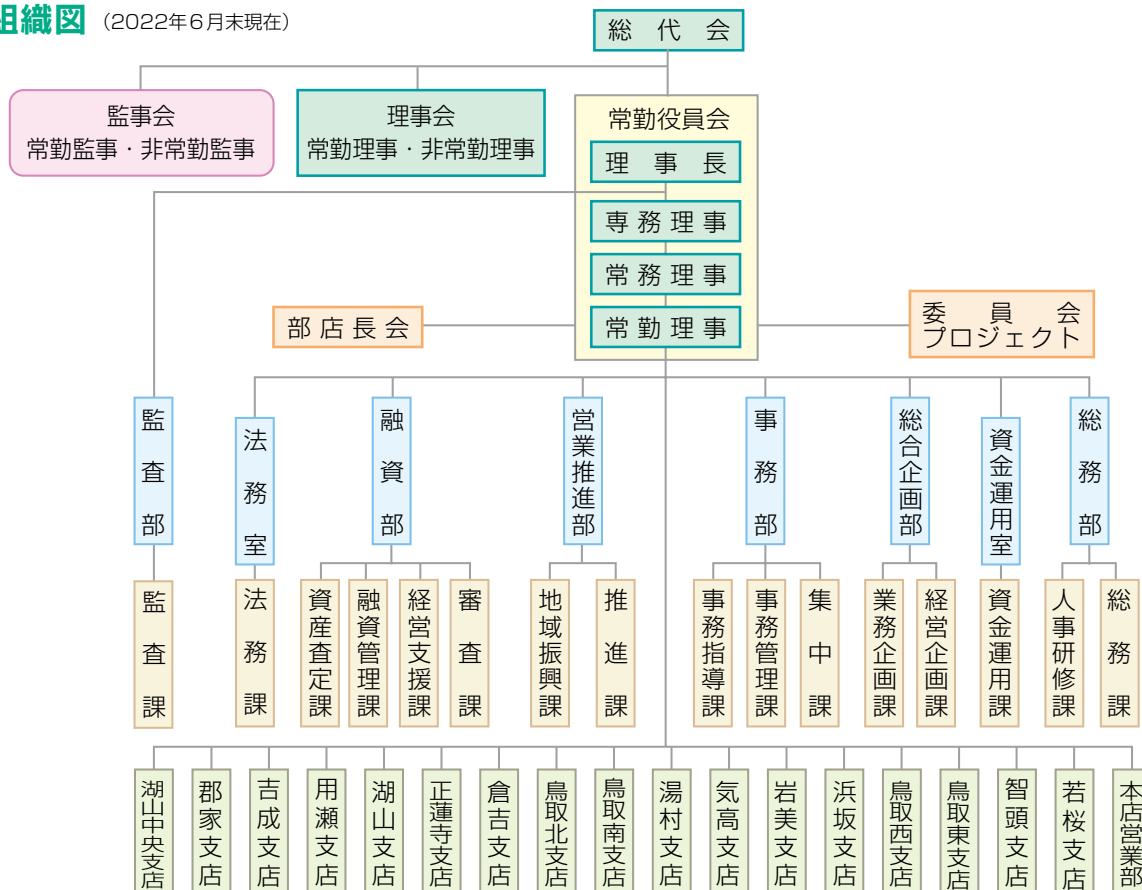 組織図 (2022年6月末現在)
総代会
監事会
常勤監事・非常勤監事
理事会
常勤理事・非常勤理事
常勤役員会
理事長
専務理事
常務理事
常勤理事
部店長会
委員会
プロジェクト
監査部
法務室
融資部
営業推進部
事務部
総合企画部
資金運用室
総務部
監査課
法務課
資産査定課
融資管理課
経営支援課
審査課
地域振興課
推進課
事務指導課
事務管理課
集中課
業務企画課
経営企画課
資金運用課
人事研修課
総務課
湖山中央支店
郡家支店
吉成支店
用瀬支店
湖山支店
正蓮寺支店
倉吉支店
鳥取北支店
鳥取南支店
湯村支店
気高支店
岩美支店
浜坂支店
鳥取西支店
鳥取東支店
智頭支店
若桜支店
本店営業部